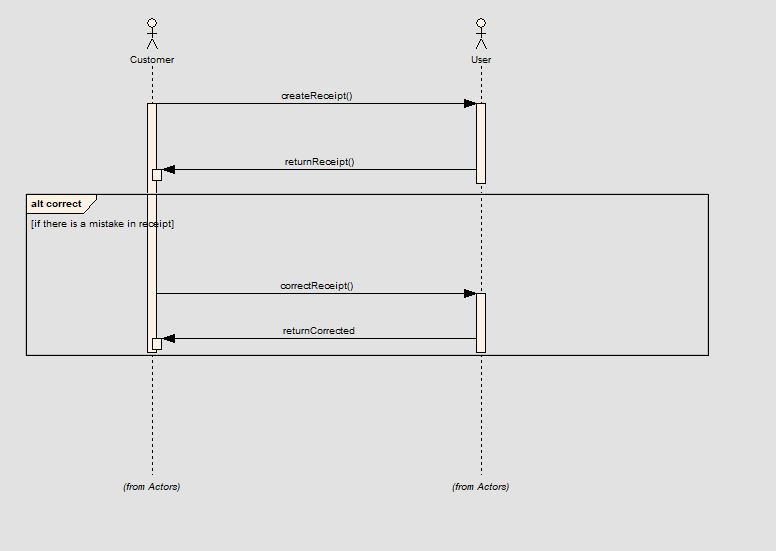 Customer
User
createReceipt()
returnReceipt()
alt correct
[if there is a mistake in receipt]
correctReceipt()
returnCorrected
(from Actors)
(from Actors)